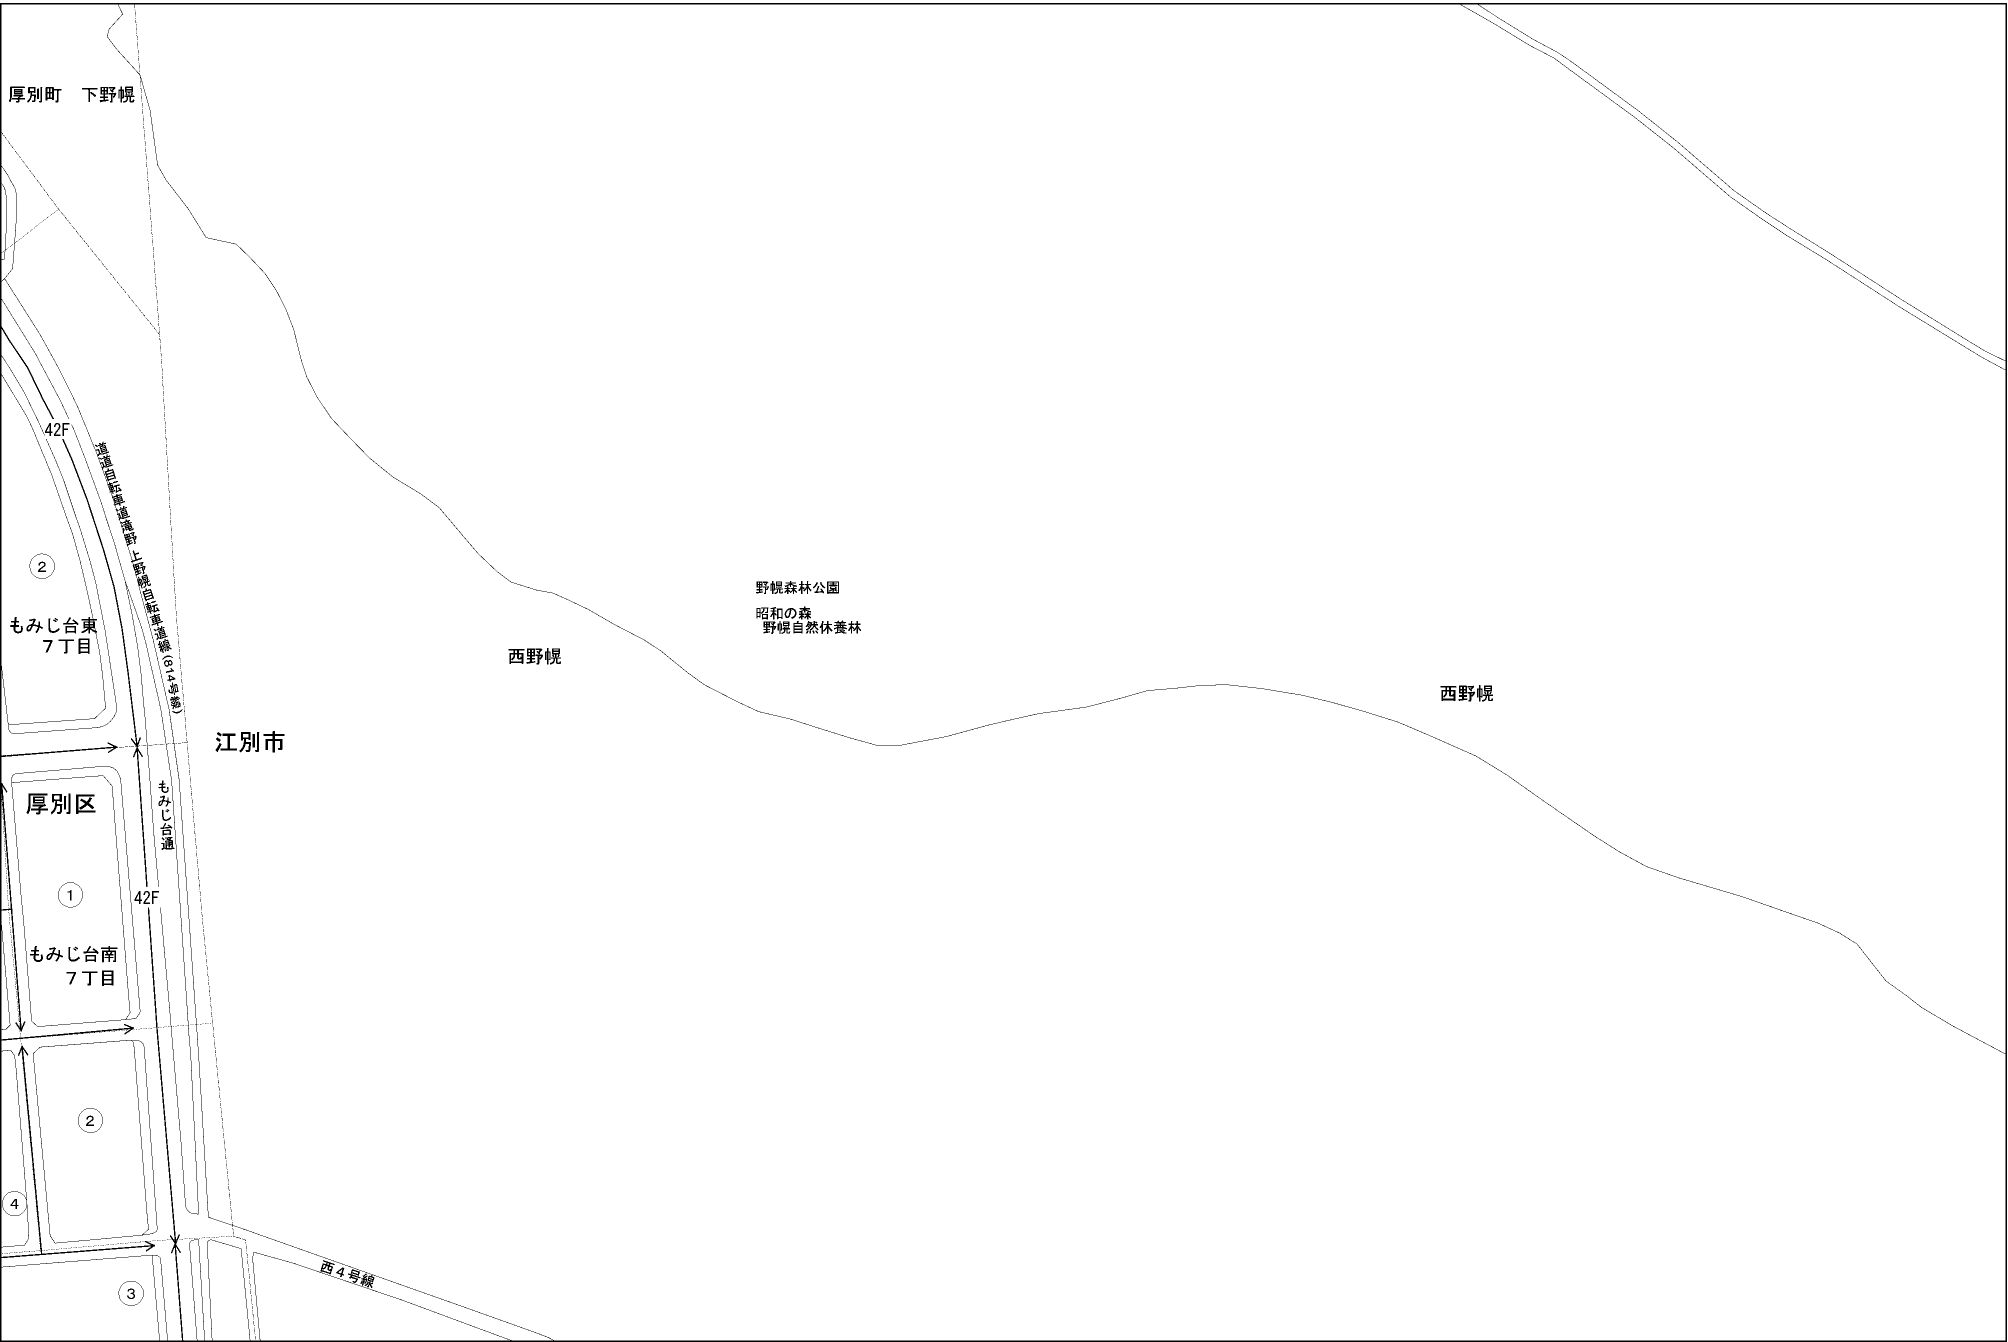 厚別町　下野幌
42F
道道自転車道滝野 上野幌自転車道線(814号線)
②
もみじ台東
７丁目
野幌森林公園
昭和の森
野幌自然休養林
西野幌
西野幌
江別市
もみじ台通
厚別区
①
42F
もみじ台南
７丁目
②
④
西４号線
③